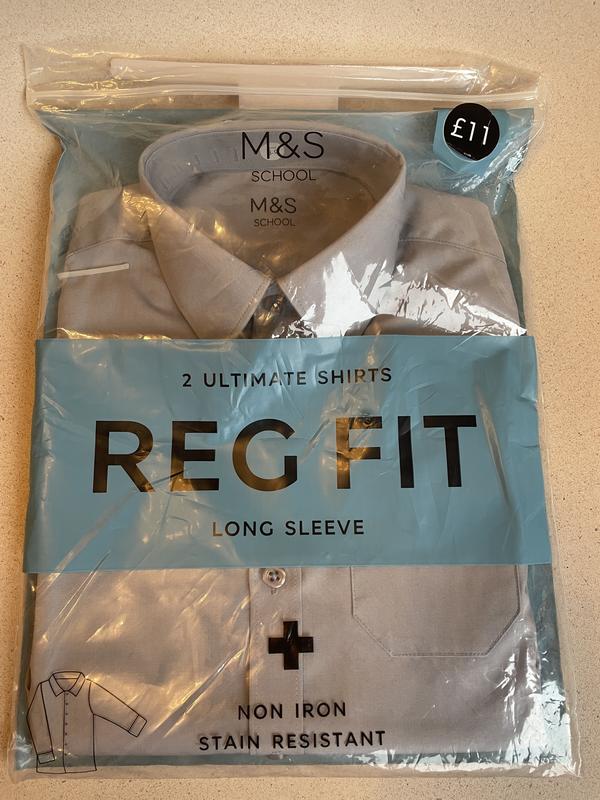 £11
M&S
SCHOOL
M&S
SCHOOL
2 ULTIMATE SHIRTS
REG FIT
LONG SLEEVE
NON IRON
STAIN RESISTANT